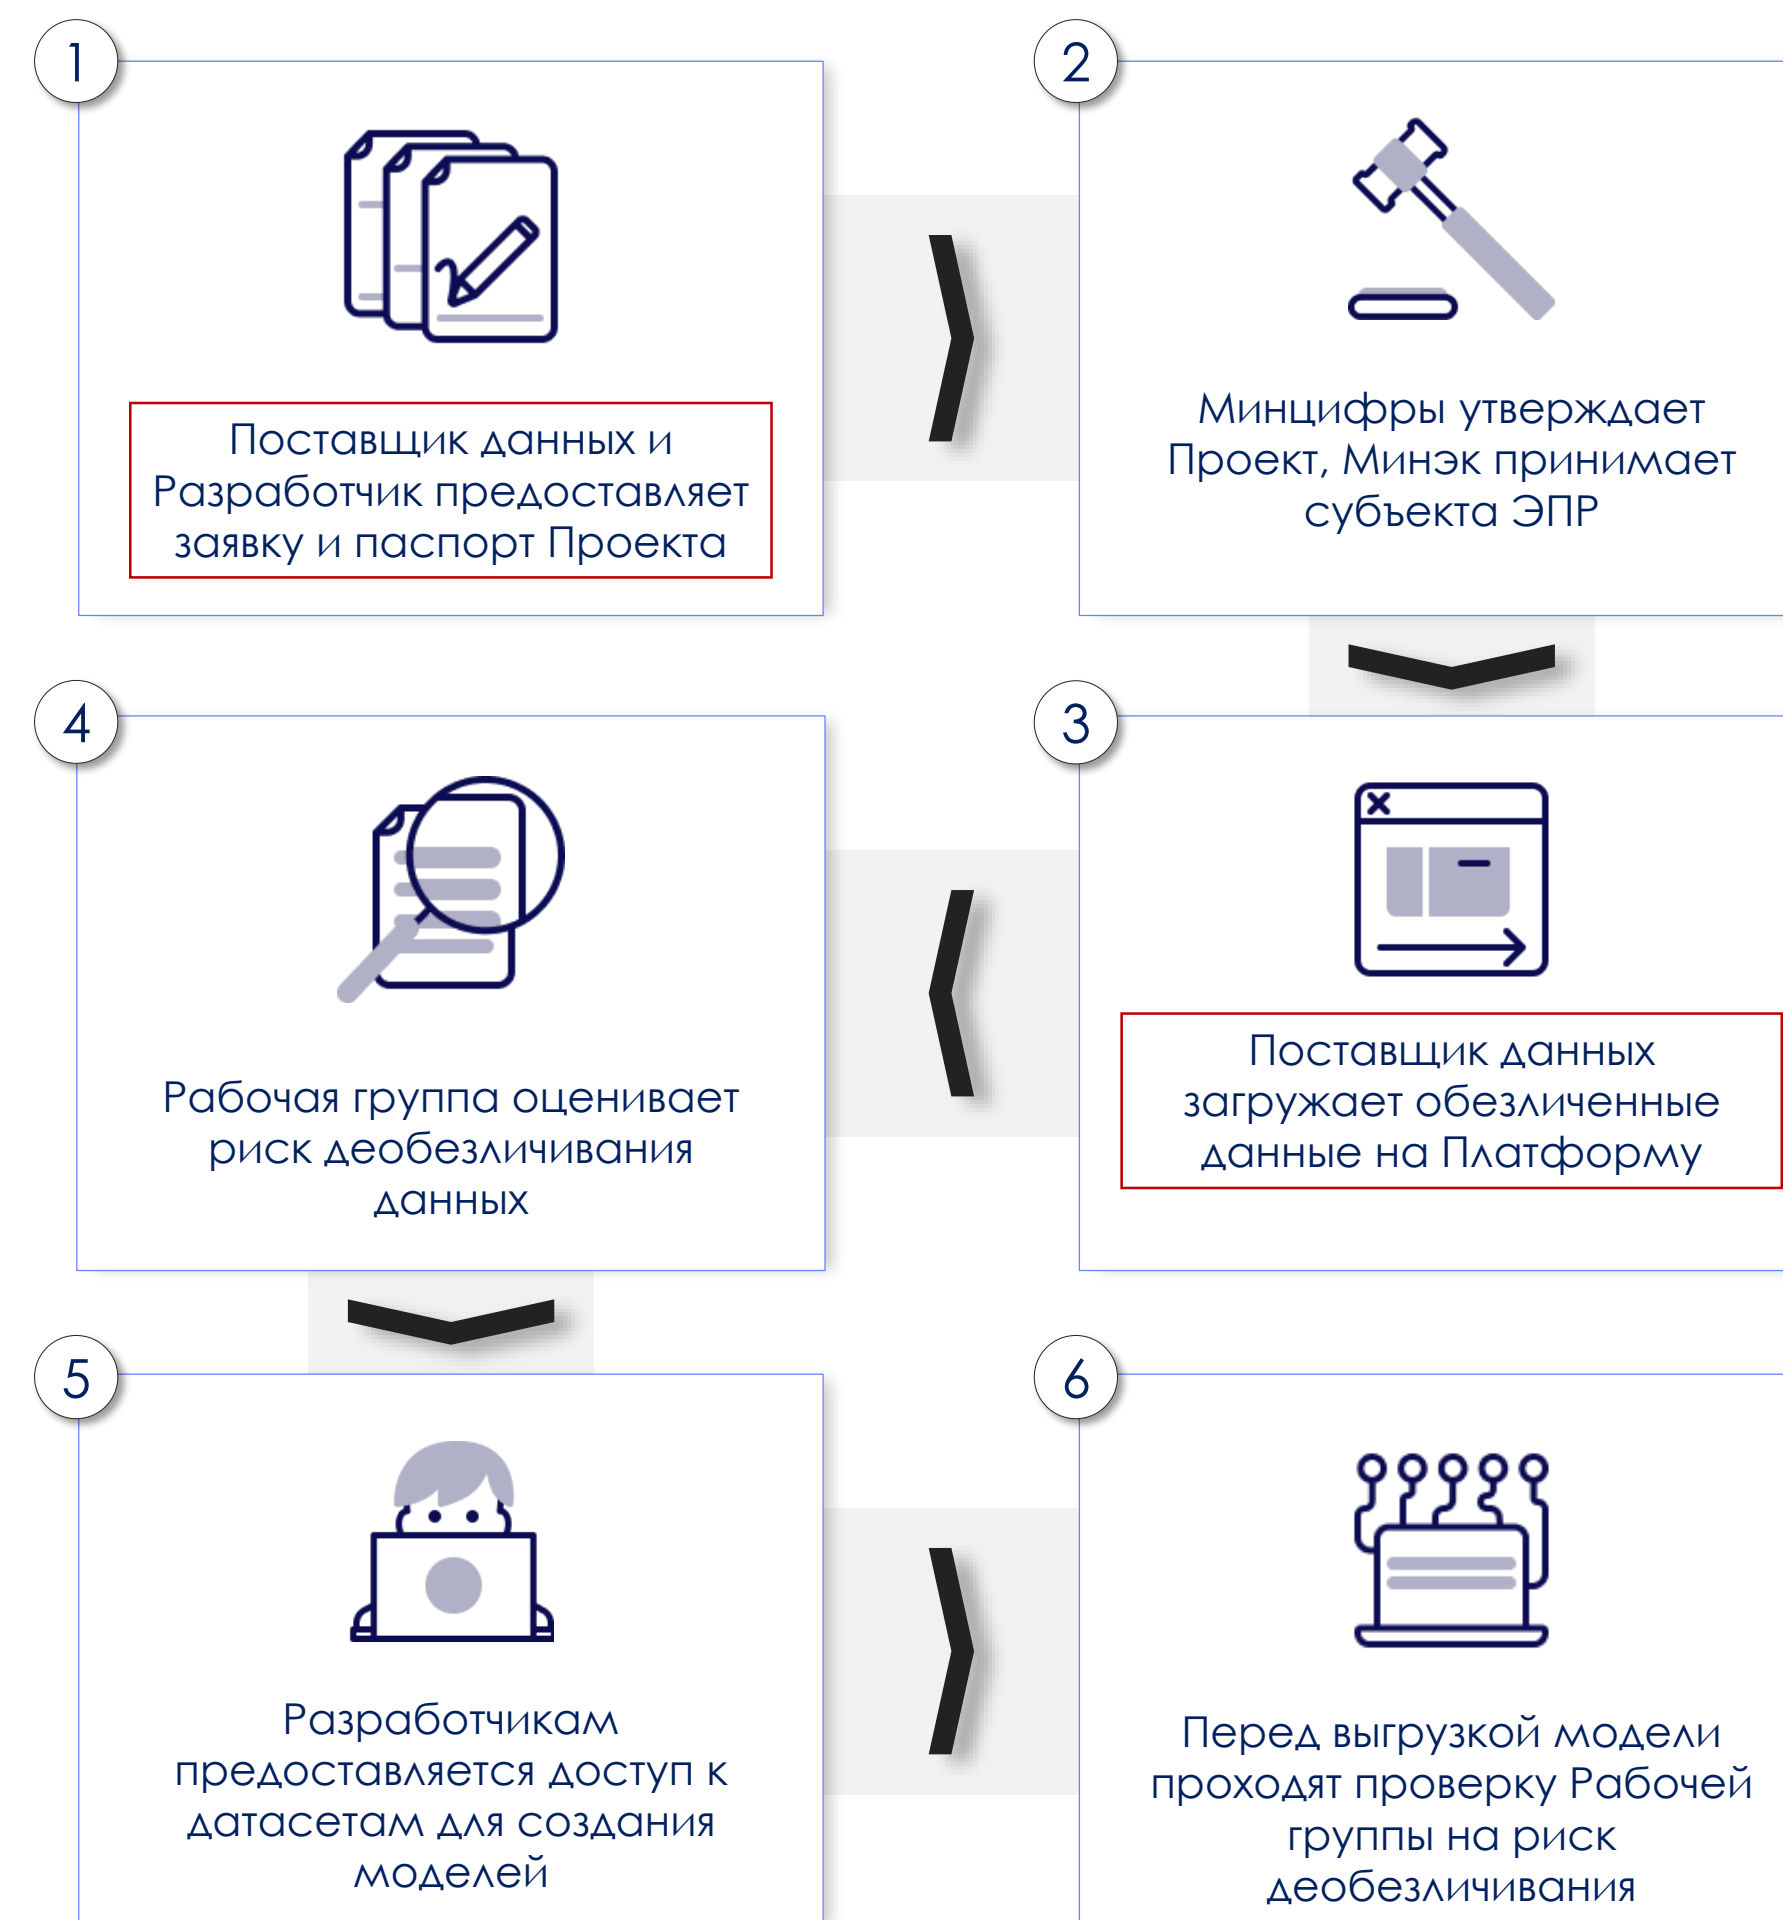 1
Поставщик данных и
Разработчик предоставляет
заявку и паспорт Проекта
2
Минцифры утверждает
Проект, Минэк принимает
субъекта ЭПР
3
Поставщик данных
загружает обезличенные
данные на Платформу
4
Рабочая группа оценивает
риск деобезличивания
данных
5
Разработчикам
предоставляется доступ к
датасетам для создания
моделей
6
Перед выгрузкой модели
проходят проверку Рабочей
группы на риск
деобезличивания